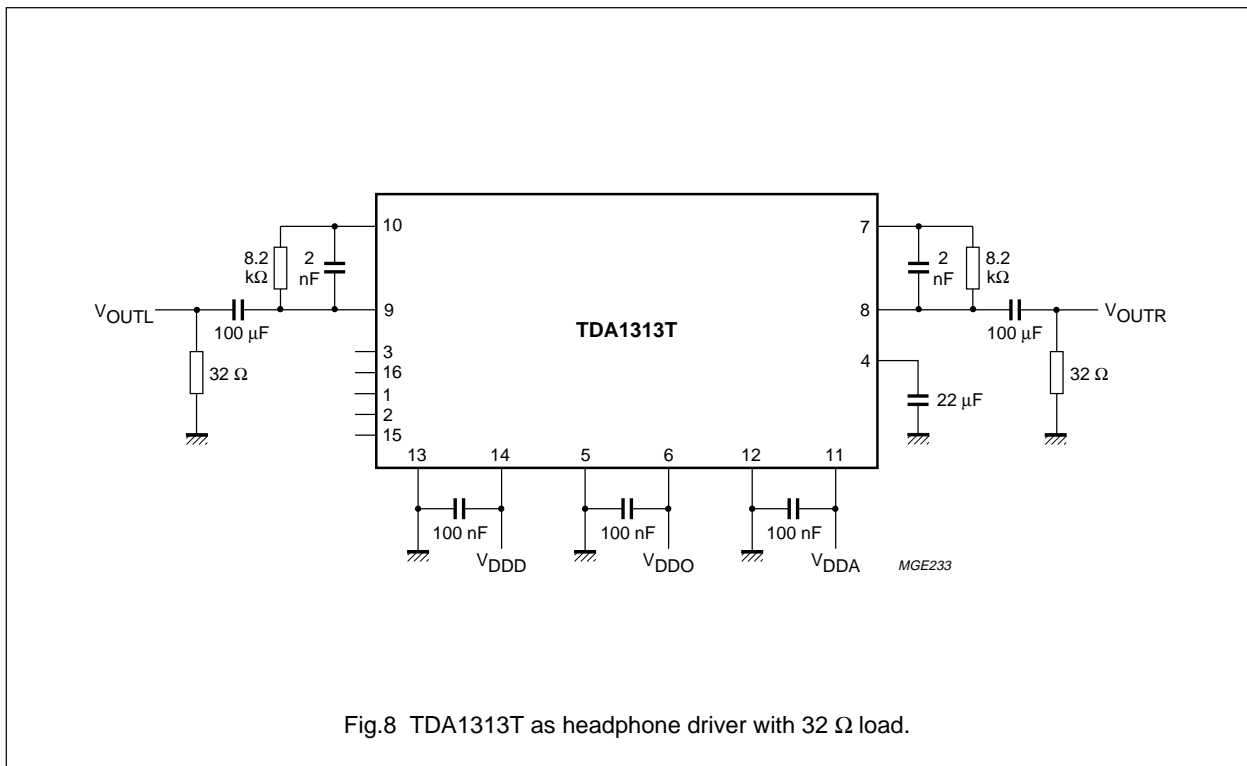 10
7
8.2
kΩ
2
nF
2
nF
8.2
kΩ
9
8
VOUTL
VOUTR
100 µF
TDA1313T
100 µF
3
4
16
32 Ω
1
22 µF
32 Ω
2
15
13
14
5
6
12
11
100 nF
100 nF
100 nF
VDDD
VDDO
VDDA
MGE233
Fig.8 TDA1313T as headphone driver with 32 Ω load.